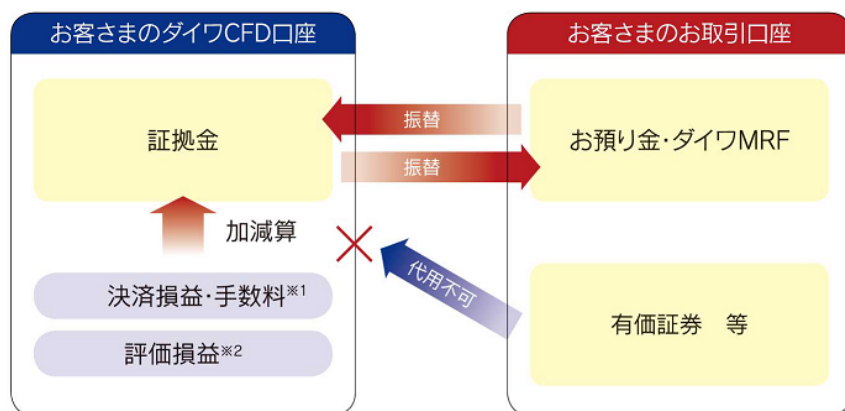 お客さまのダイワCFD口座
証拠金
加減算
決済損益・手数料※1
評価損益※2
振替
振替
代用不可
お客さまのお取引口座
お預り金・ダイワMRF
有価証券　等